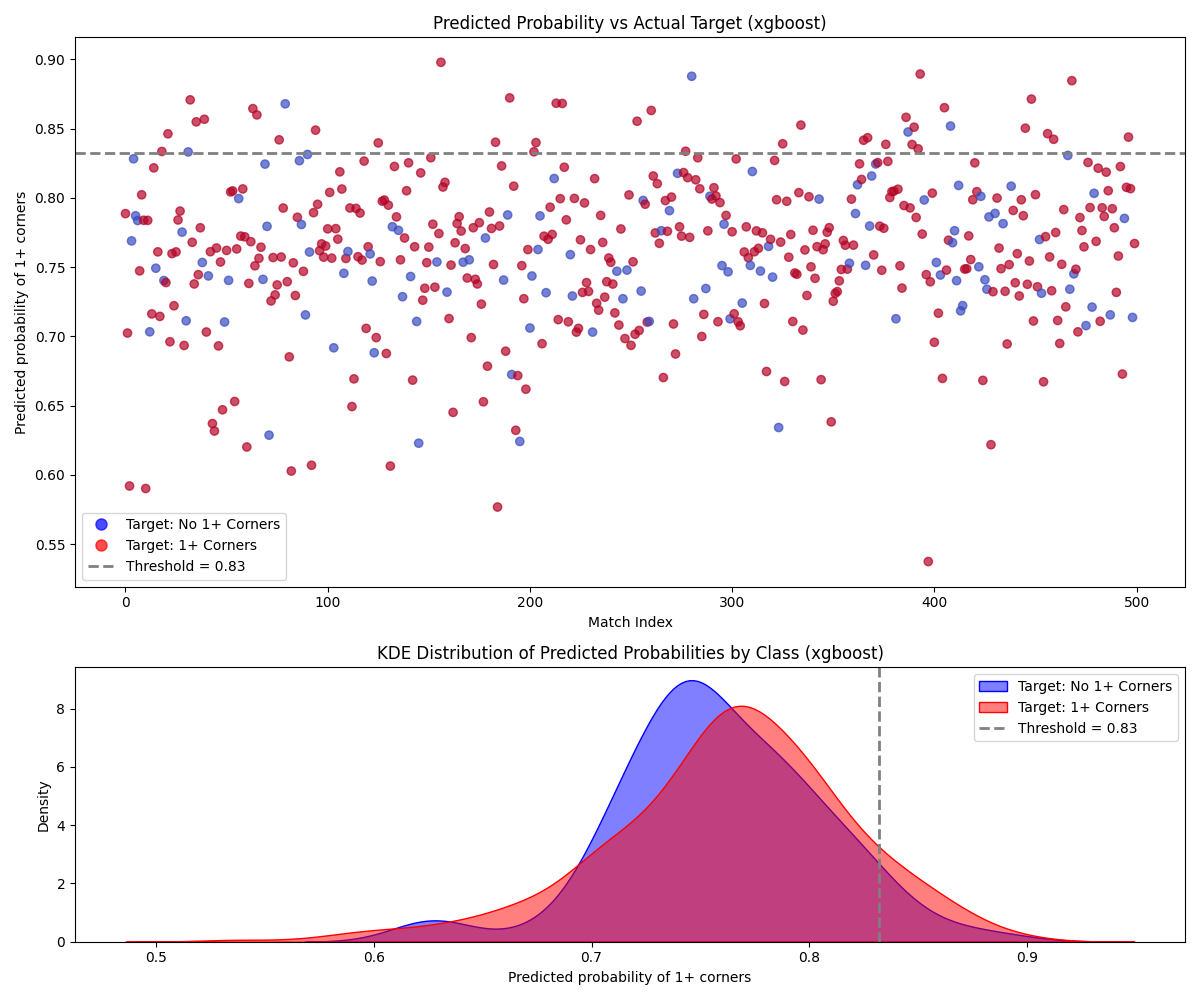 Predicted Probability vs Actual Target (xgboost)
Predicted probability of 1+ corners
0.90
0.85
0.80
0.75
0.70
0.65
0.60
0.55
Target: No 1+ Corners
Target: 1+ Corners
Threshold = 0.83
0 100 200 300 400 500
Match Index
KDE Distribution of Predicted Probabilities by Class (xgboost)
Density
8
6
4
2
0
Target: No 1+ Corners
Target: 1+ Corners
Threshold = 0.83
0.5 0.6 0.7 0.8 0.9
Predicted probability of 1+ corners